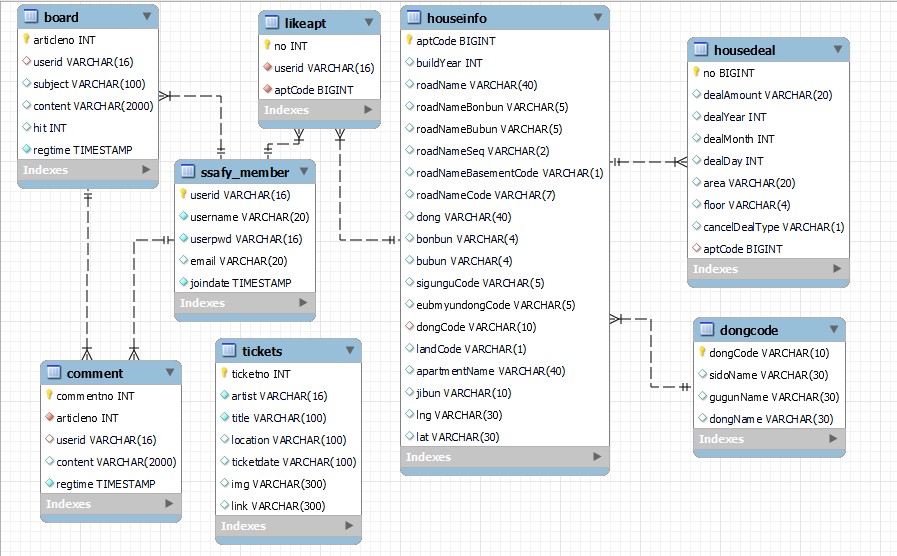 board
articleno INT
userid VARCHAR(16)
subject VARCHAR(100)
content VARCHAR(2000)
hit INT
regtime TIMESTAMP
Indexes
likeapt
no INT
userid VARCHAR(16)
aptCode BIGINT
Indexes
ssafy_member
userid VARCHAR(16)
username VARCHAR(20)
userpwd VARCHAR(16)
email VARCHAR(20)
joindate TIMESTAMP
Indexes
comment
commentno INT
articleno INT
userid VARCHAR(16)
content VARCHAR(2000)
regtime TIMESTAMP
Indexes
tickets
ticketno INT
artist VARCHAR(16)
title VARCHAR(100)
location VARCHAR(100)
ticketdate VARCHAR(100)
img VARCHAR(300)
link VARCHAR(300)
Indexes
houseinfo
aptCode BIGINT
buildYear INT
roadName VARCHAR(40)
roadNameBonbun VARCHAR(5)
roadNameBubun VARCHAR(5)
roadNameSeq VARCHAR(2)
roadNameBasementCode VARCHAR(1)
roadNameCode VARCHAR(7)
dong VARCHAR(40)
bonbun VARCHAR(4)
bubun VARCHAR(4)
sigunguCode VARCHAR(5)
eubmyundongCode VARCHAR(5)
dongCode VARCHAR(10)
landCode VARCHAR(1)
apartmentName VARCHAR(40)
jibun VARCHAR(10)
lng VARCHAR(30)
lat VARCHAR(30)
Indexes
housedeal
no BIGINT
dealAmount VARCHAR(20)
dealYear INT
dealMonth INT
dealDay INT
area VARCHAR(20)
floor VARCHAR(4)
cancelDealType VARCHAR(1)
aptCode BIGINT
Indexes
dongcode
dongCode VARCHAR(10)
sidoName VARCHAR(30)
gugunName VARCHAR(30)
dongName VARCHAR(30)
Indexes